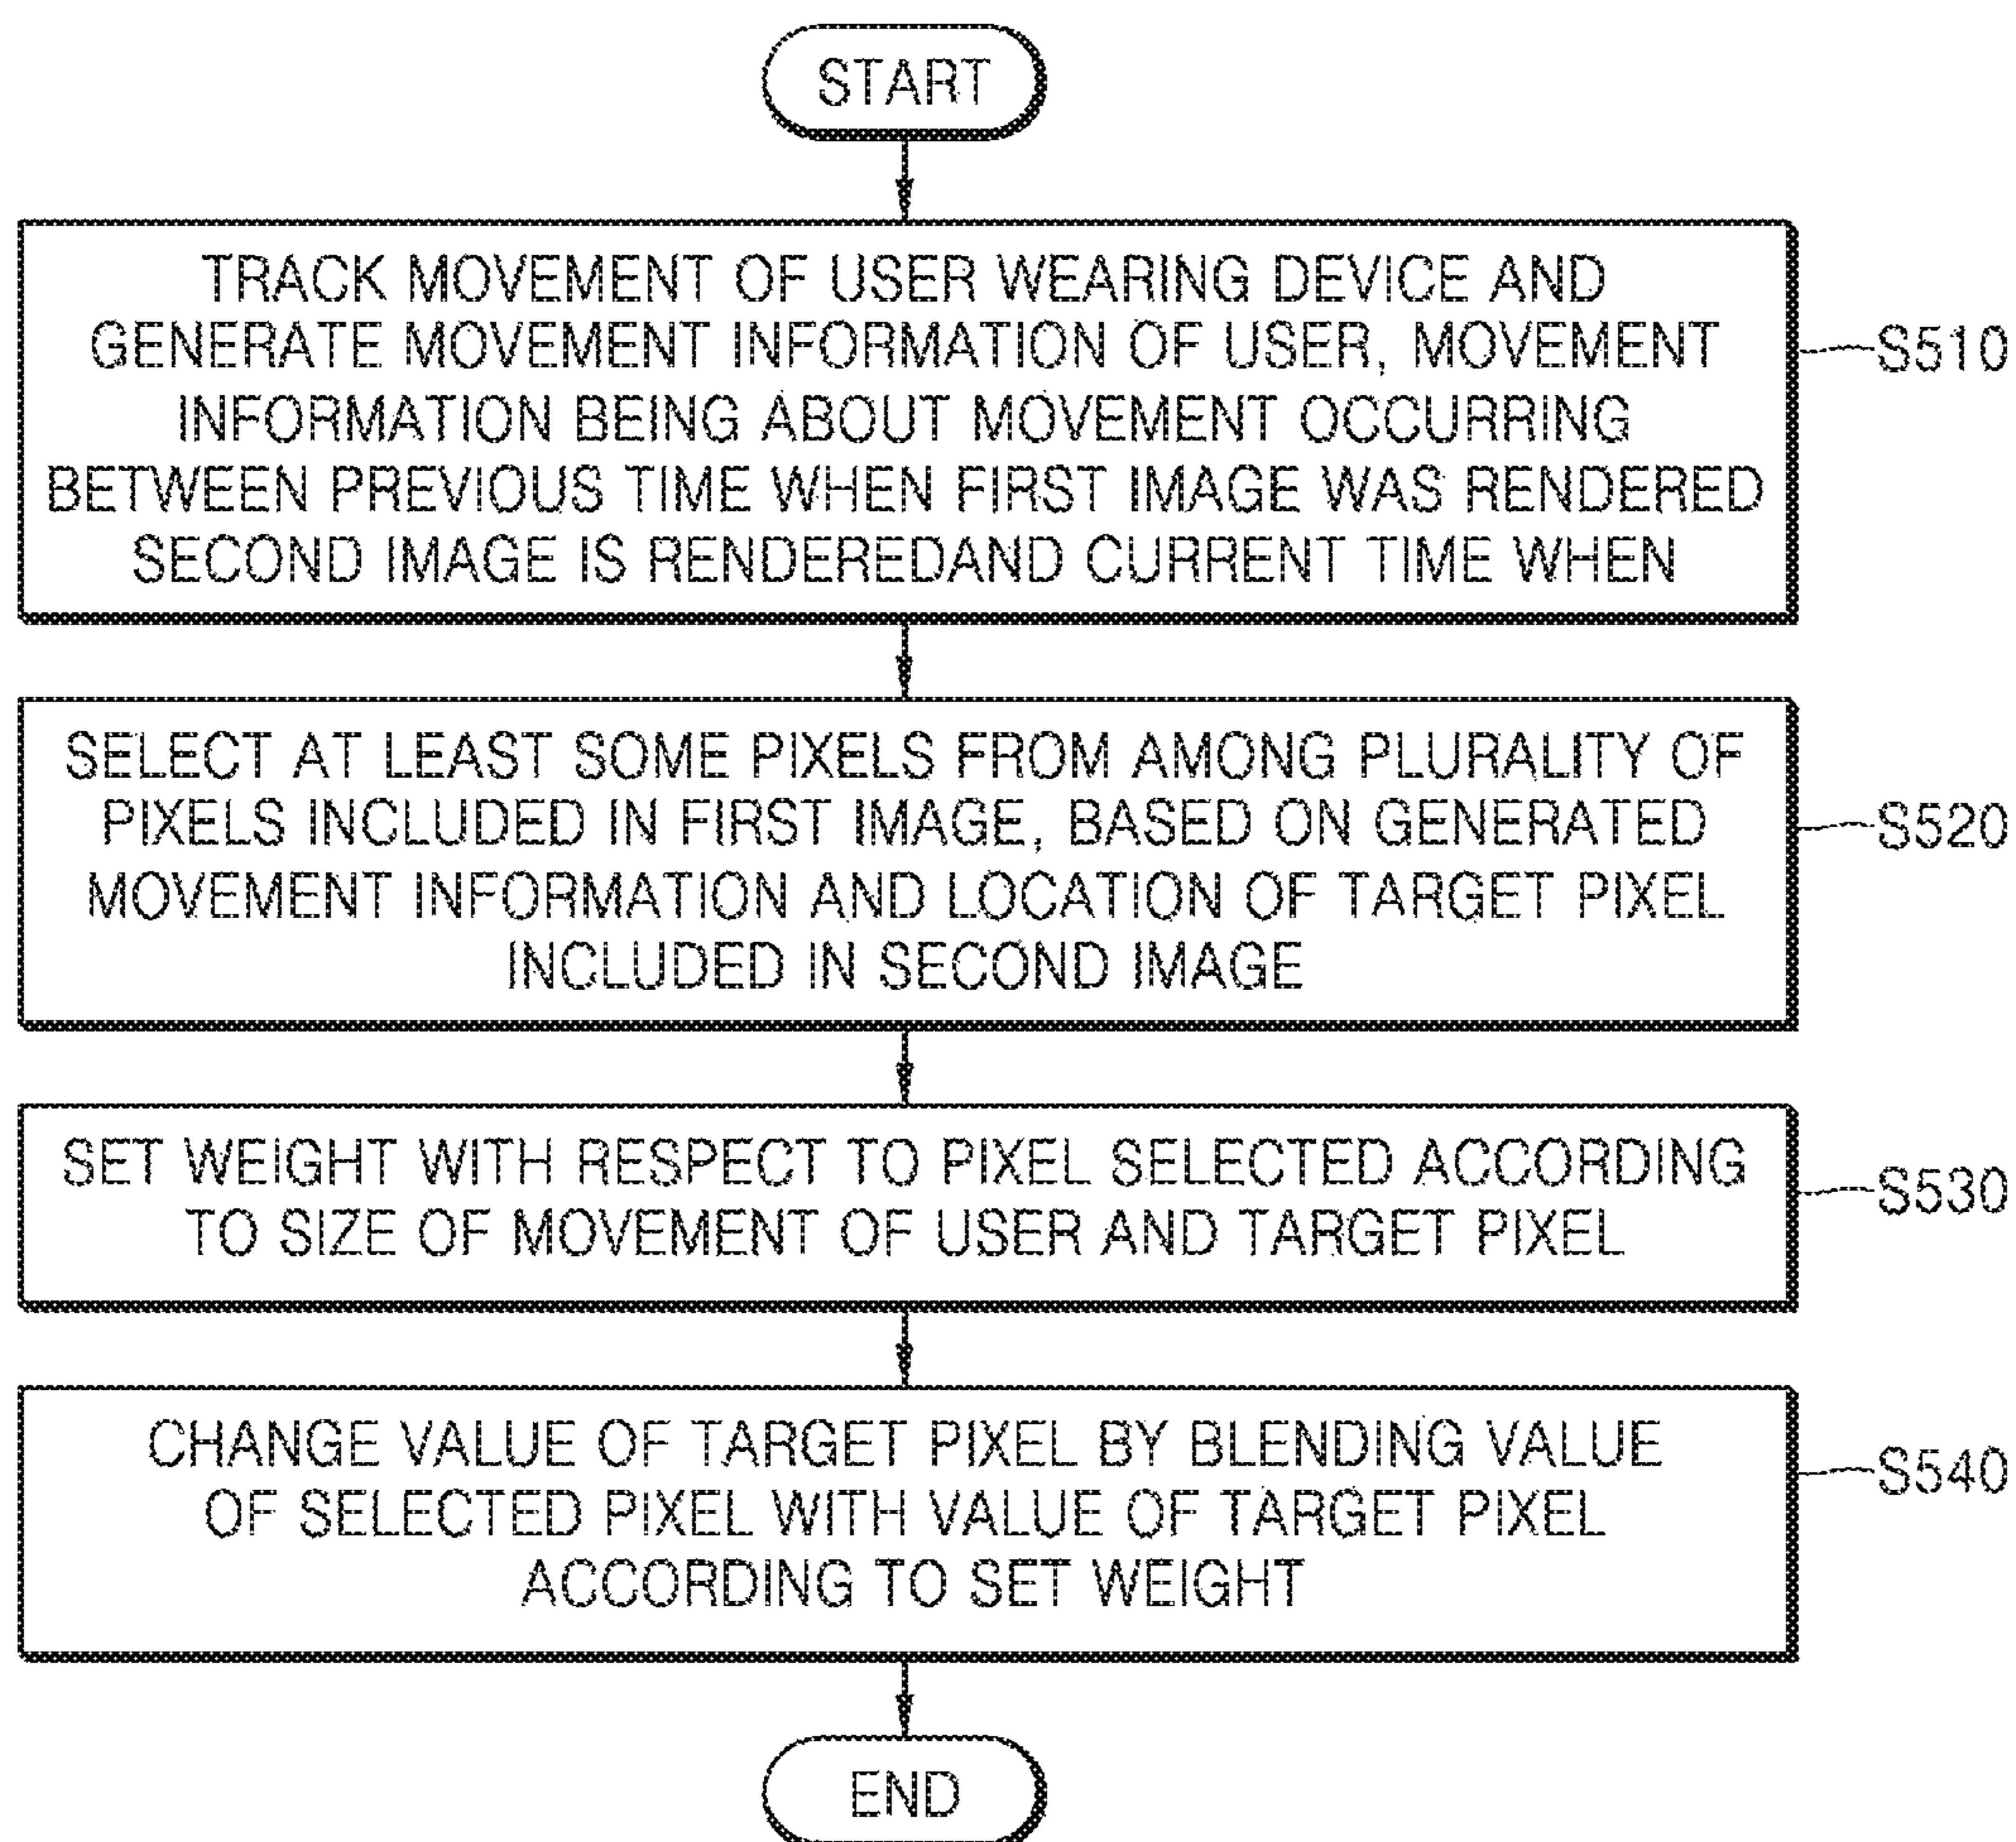 START
TRACK MOVEMENT OF USER WEARING DEVICE AND
GENERATE MOVEMENT INFORMATION OF USER, MOVEMENT
INFORMATION BEING ABOUT MOVEMENT OCCURRING
BETWEEN PREVIOUS TIME WHEN FIRST IMAGE WAS RENDERED
SECOND IMAGE IS RENDEREDAND CURRENT TIME WHEN
S510
SELECT AT LEAST SOME PIXELS FROM AMONG PLURALITY OF
PIXELS INCLUDED IN FIRST IMAGE, BASED ON GENERATED
MOVEMENT INFORMATION AND LOCATION OF TARGET PIXEL
INCLUDED IN SECOND IMAGE
S520
SET WEIGHT WITH RESPECT TO PIXEL SELECTED ACCORDING
TO SIZE OF MOVEMENT OF USER AND TARGET PIXEL
S530
CHANGE VALUE OF TARGET PIXEL BY BLENDING VALUE
OF SELECTED PIXEL WITH VALUE OF TARGET PIXEL
ACCORDING TO SET WEIGHT
S540
END